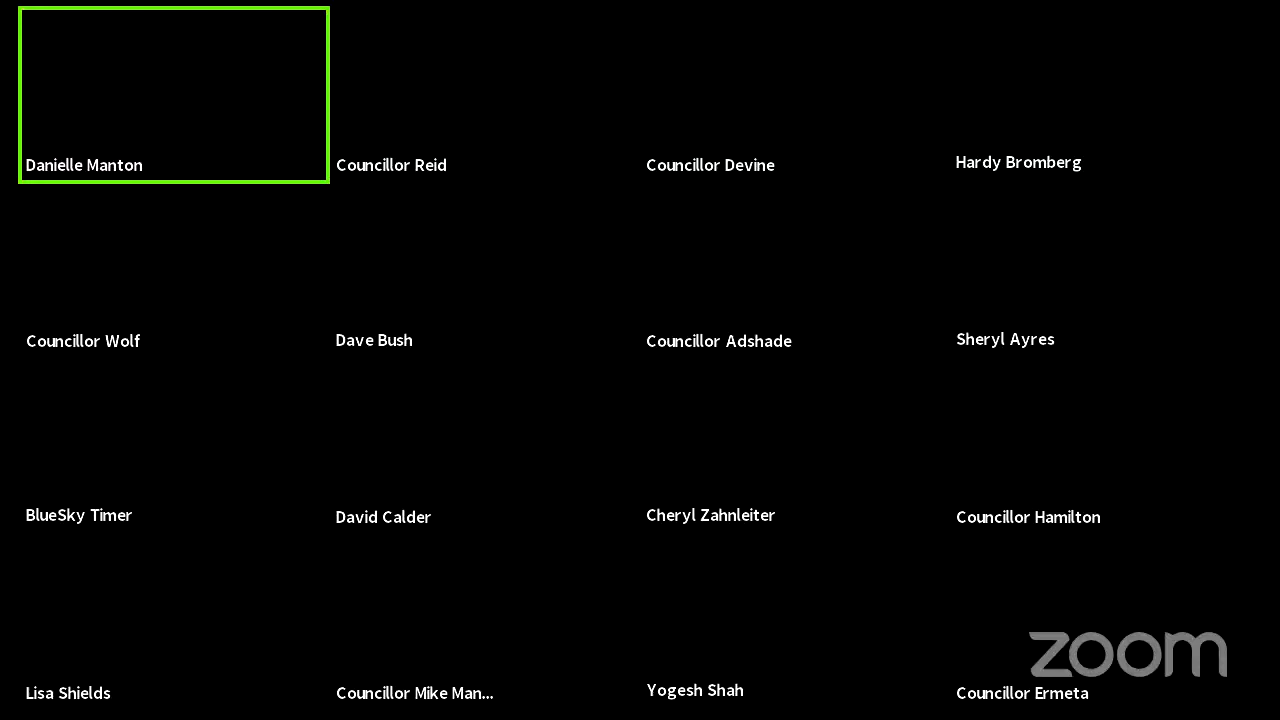 Danielle Manton
Councillor Reid
Councillor Devine
Hardy Bromberg
Councillor Wolf
Dave Bush
Councillor Adshade
Sheryl Ayres
BlueSky Timer
David Calder
Cheryl Zahnleiter
Councillor Hamilton
Lisa Shields
Councillor Mike Man...
Yogesh Shah
Councillor Ermeta
zoom